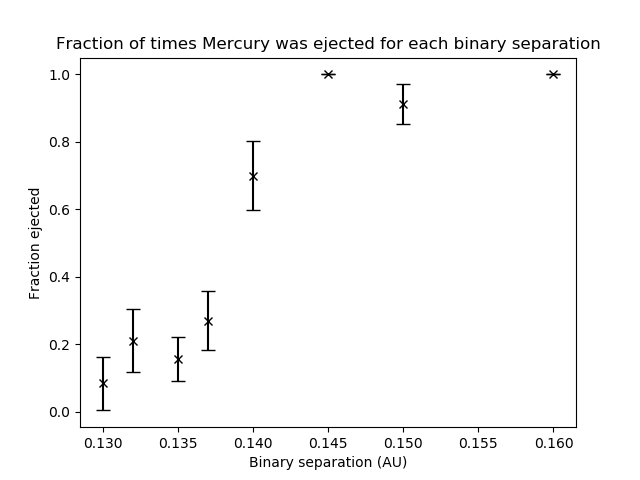 Fraction of times Mercury was ejected for each binary separation
1.0
0.8
0.6
0.4
0.2
0.0
Fraction ejected
0.130 0.135 0.140 0.145 0.150 0.155 0.160
Binary separation (AU)